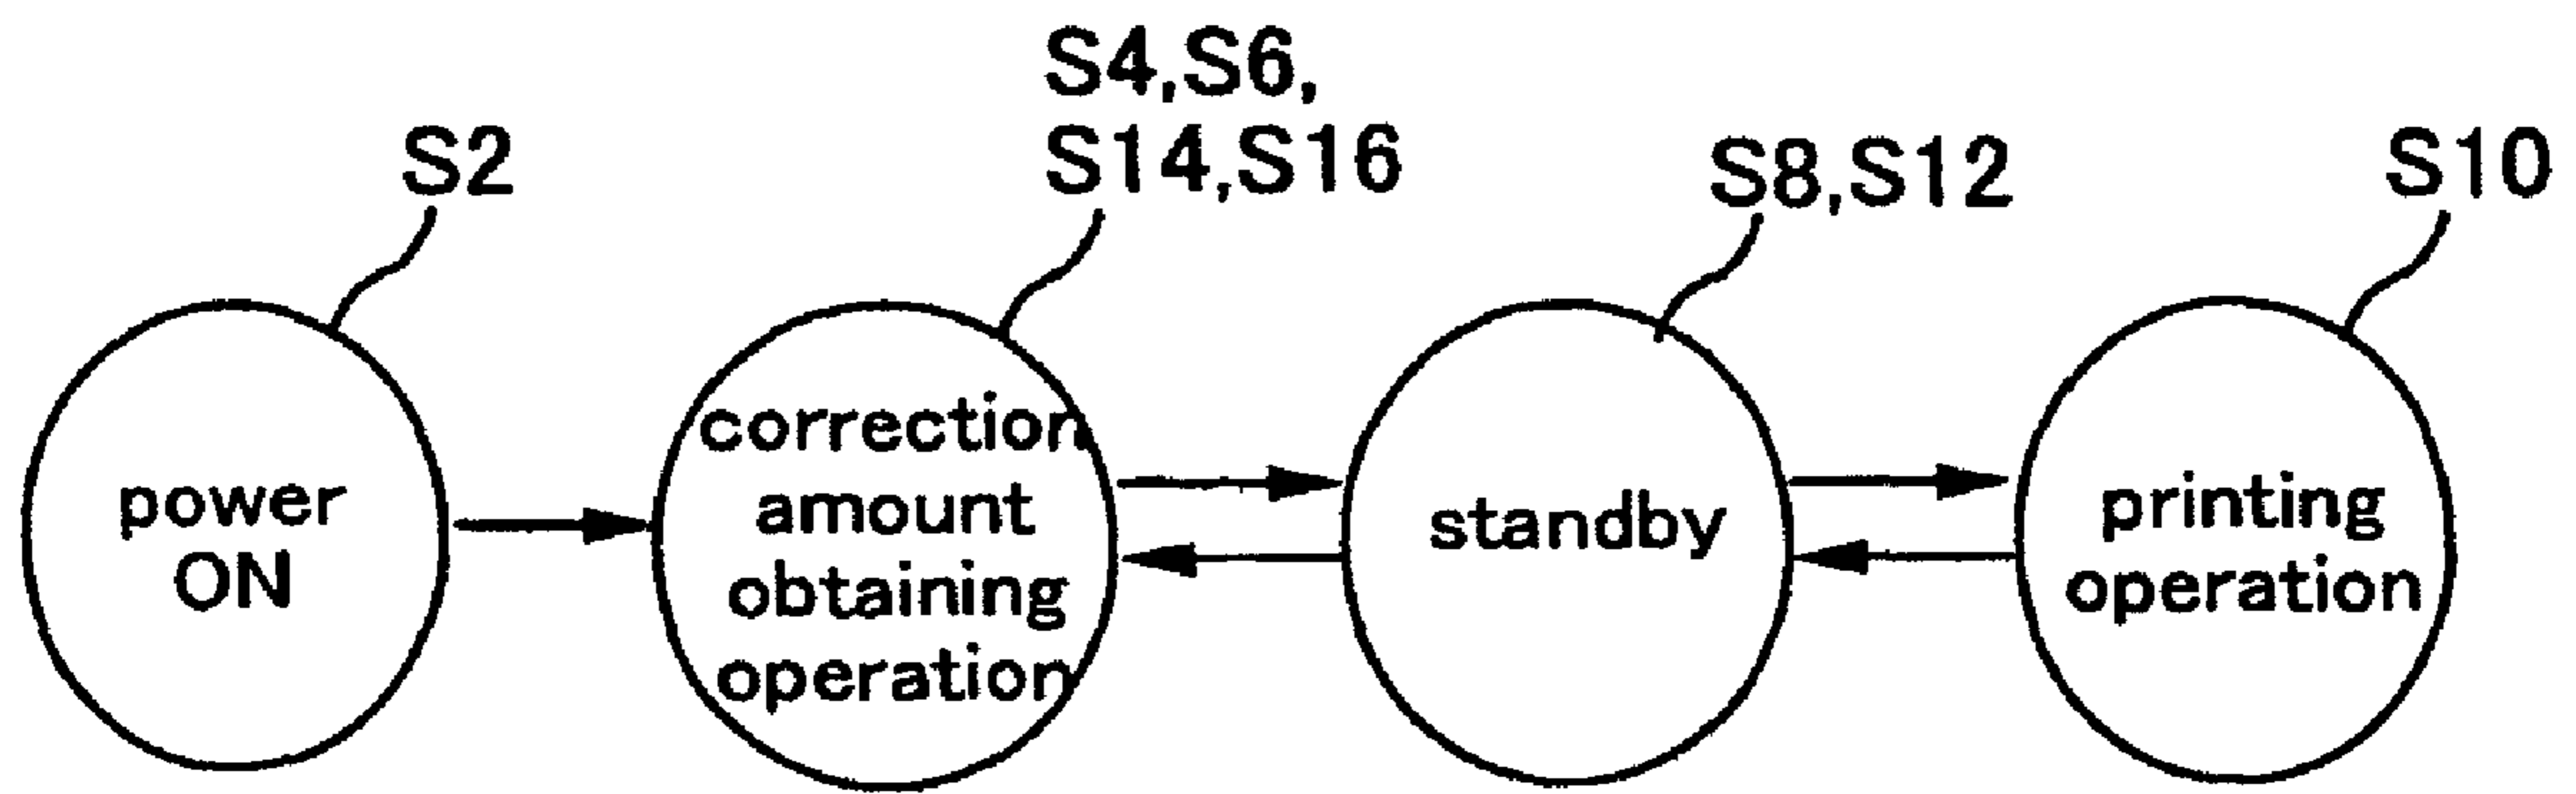 S4,S6,
S14,S16
S2
S8,S12
S10
power
ON
correction
amount
obtaining
operation
standby
printing
operation